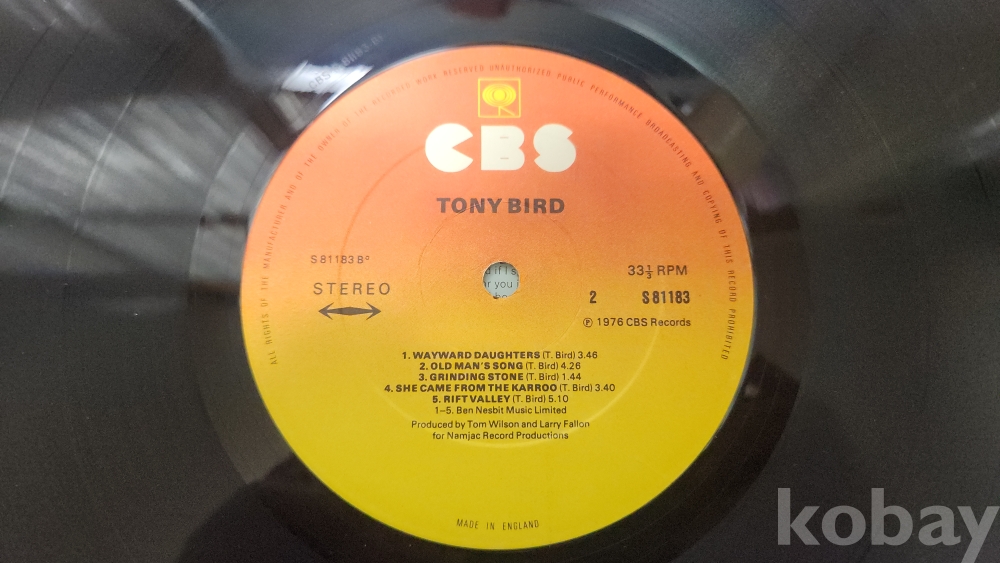 ALL RIGHTS OF THE MANUFACTURER AND OF THE OWNER OF THE RECORDED WORK RESERVED UNAUTHORIZED PUBLIC PERFORMANCE BROADCASTING AND COPYING OF THIS RECORD PROHIBITED
CBS
TONY BIRD
S 81183 B°
STEREO
33⅓ RPM
2 S 81183
℗ 1976 CBS Records
1. WAYWARD DAUGHTERS (T. Bird) 3.46
2. OLD MAN'S SONG (T. Bird) 4.26
3. GRINDING STONE (T. Bird) 1.44
4. SHE CAME FROM THE KARROO (T. Bird) 3.40
5. RIFT VALLEY (T. Bird) 5.10
1–5. Ben Nesbit Music Limited
Produced by Tom Wilson and Larry Fallon
for Namjac Record Productions
MADE IN ENGLAND
kobay